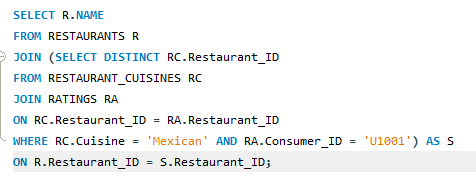 SELECT R.NAME
FROM RESTAURANTS R
JOIN (SELECT DISTINCT RC.Restaurant_ID
FROM RESTAURANT_CUISINES RC
JOIN RATINGS RA
ON RC.Restaurant_ID = RA.Restaurant_ID
WHERE RC.Cuisine = 'Mexican' AND RA.Consumer_ID = 'U1001') AS S
ON R.Restaurant_ID = S.Restaurant_ID;